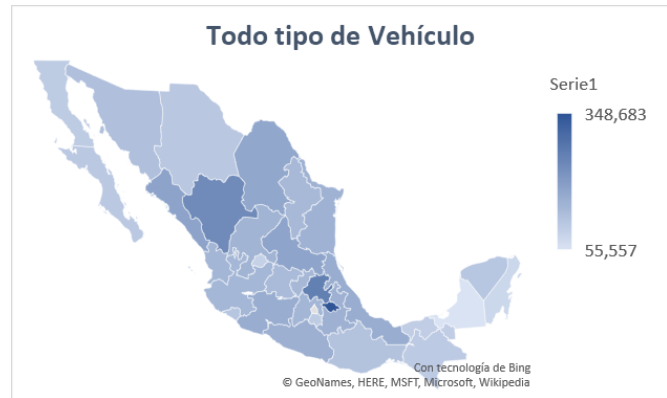 Todo tipo de Vehículo
Serie1
348,683
55,557
Con tecnología de Bing
© GeoNames, HERE, MSFT, Microsoft, Wikipedia